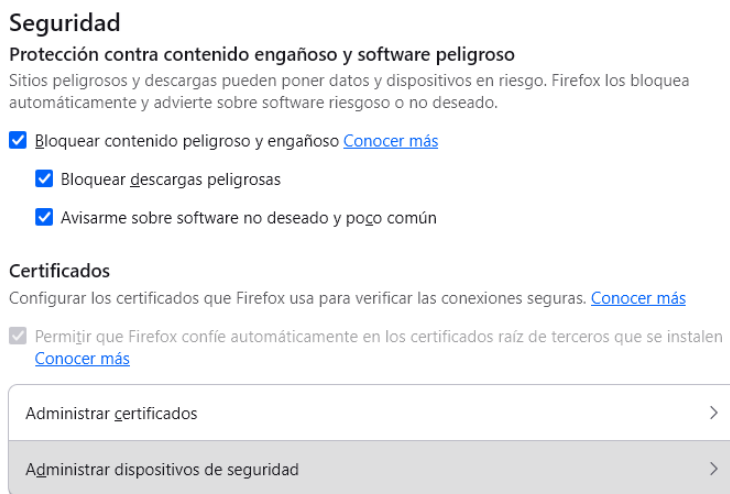 Seguridad
Protección contra contenido engañoso y software peligroso
Sitios peligrosos y descargas pueden poner datos y dispositivos en riesgo. Firefox los bloquea
automáticamente y advierte sobre software riesgoso o no deseado.
Bloquear contenido peligroso y engañoso Conocer más
Bloquear descargas peligrosas
Avisarme sobre software no deseado y poco común
Certificados
Configurar los certificados que Firefox usa para verificar las conexiones seguras. Conocer más
Permitir que Firefox confíe automáticamente en los certificados raíz de terceros que se instalen
Conocer más
Administrar certificados
Administrar dispositivos de seguridad